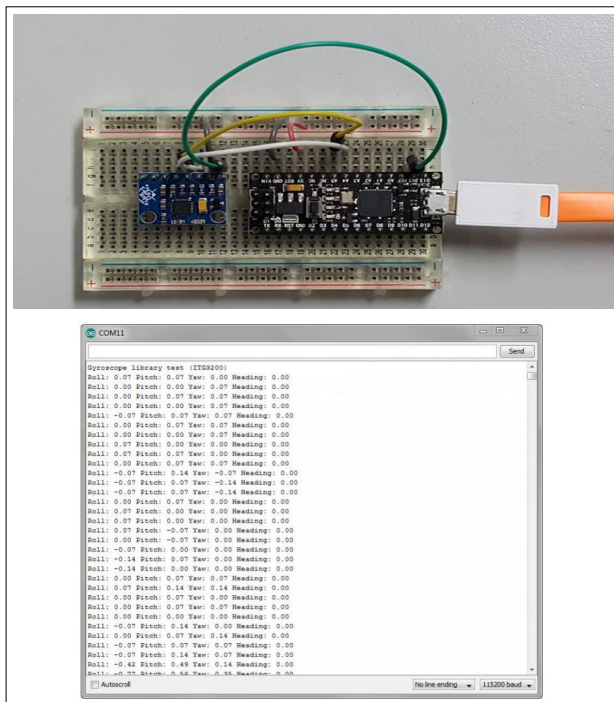 COM11
Send
Gyroscope library test (ITG3200)
Roll: 0.07 Pitch: 0.07 Yaw: 0.00 Heading: 0.00
Roll: 0.00 Pitch: 0.07 Yaw: 0.07 Heading: 0.00
Roll: 0.00 Pitch: 0.07 Yaw: 0.00 Heading: 0.00
Roll: 0.00 Pitch: 0.00 Yaw: 0.07 Heading: 0.00
Roll: -0.07 Pitch: 0.07 Yaw: 0.07 Heading: 0.00
Roll: 0.00 Pitch: 0.07 Yaw: 0.00 Heading: 0.00
Roll: 0.00 Pitch: 0.07 Yaw: 0.00 Heading: 0.00
Roll: 0.07 Pitch: 0.07 Yaw: 0.00 Heading: 0.00
Roll: 0.00 Pitch: 0.07 Yaw: 0.07 Heading: 0.00
Roll: -0.07 Pitch: 0.14 Yaw: -0.07 Heading: 0.00
Roll: -0.07 Pitch: 0.07 Yaw: -0.14 Heading: 0.00
Roll: -0.07 Pitch: 0.07 Yaw: -0.14 Heading: 0.00
Roll: 0.00 Pitch: 0.07 Yaw: 0.00 Heading: 0.00
Roll: 0.07 Pitch: 0.00 Yaw: 0.00 Heading: 0.00
Roll: 0.07 Pitch: -0.07 Yaw: 0.00 Heading: 0.00
Roll: 0.00 Pitch: -0.07 Yaw: 0.00 Heading: 0.00
Roll: -0.07 Pitch: 0.00 Yaw: 0.00 Heading: 0.00
Roll: -0.14 Pitch: 0.07 Yaw: 0.00 Heading: 0.00
Roll: -0.14 Pitch: 0.00 Yaw: 0.00 Heading: 0.00
Roll: 0.00 Pitch: 0.07 Yaw: 0.07 Heading: 0.00
Roll: 0.07 Pitch: 0.14 Yaw: 0.14 Heading: 0.00
Roll: 0.00 Pitch: 0.07 Yaw: 0.00 Heading: 0.00
Roll: 0.00 Pitch: 0.07 Yaw: 0.07 Heading: 0.00
Roll: 0.00 Pitch: 0.00 Yaw: 0.00 Heading: 0.00
Roll: -0.07 Pitch: 0.14 Yaw: 0.00 Heading: 0.00
Roll: 0.00 Pitch: 0.07 Yaw: 0.14 Heading: 0.00
Roll: -0.07 Pitch: 0.07 Yaw: 0.07 Heading: 0.00
Roll: -0.07 Pitch: 0.14 Yaw: 0.07 Heading: 0.00
Roll: -0.42 Pitch: 0.49 Yaw: 0.14 Heading: 0.00
Roll: -0.77 Pitch: 0.56 Yaw: 0.35 Heading: 0.00
Autoscroll
No line ending
115200 baud